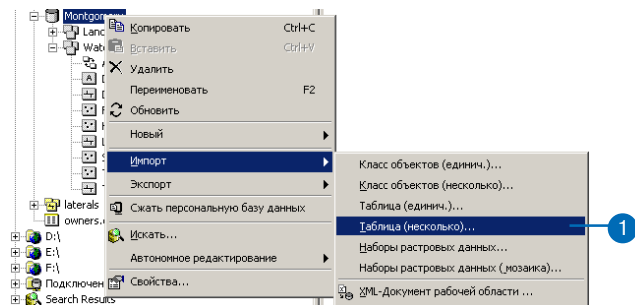 Montgomery
Копировать Ctrl+C
Вставить Ctrl+V
Удалить
Переименовать F2
Обновить
Новый
Импорт
Экспорт
Сжать персональную базу данных
Искать...
Автономное редактирование
Свойства...
Класс объектов (единич.)...
Класс объектов (несколько)...
Таблица (единич.)...
Таблица (несколько)...
1
Наборы растровых данных...
Наборы растровых данных (мозаика)...
XML-Документ рабочей области ...
Land
Wat
laterals
owners.
D:\
E:\
F:\
Подключен
Search Results